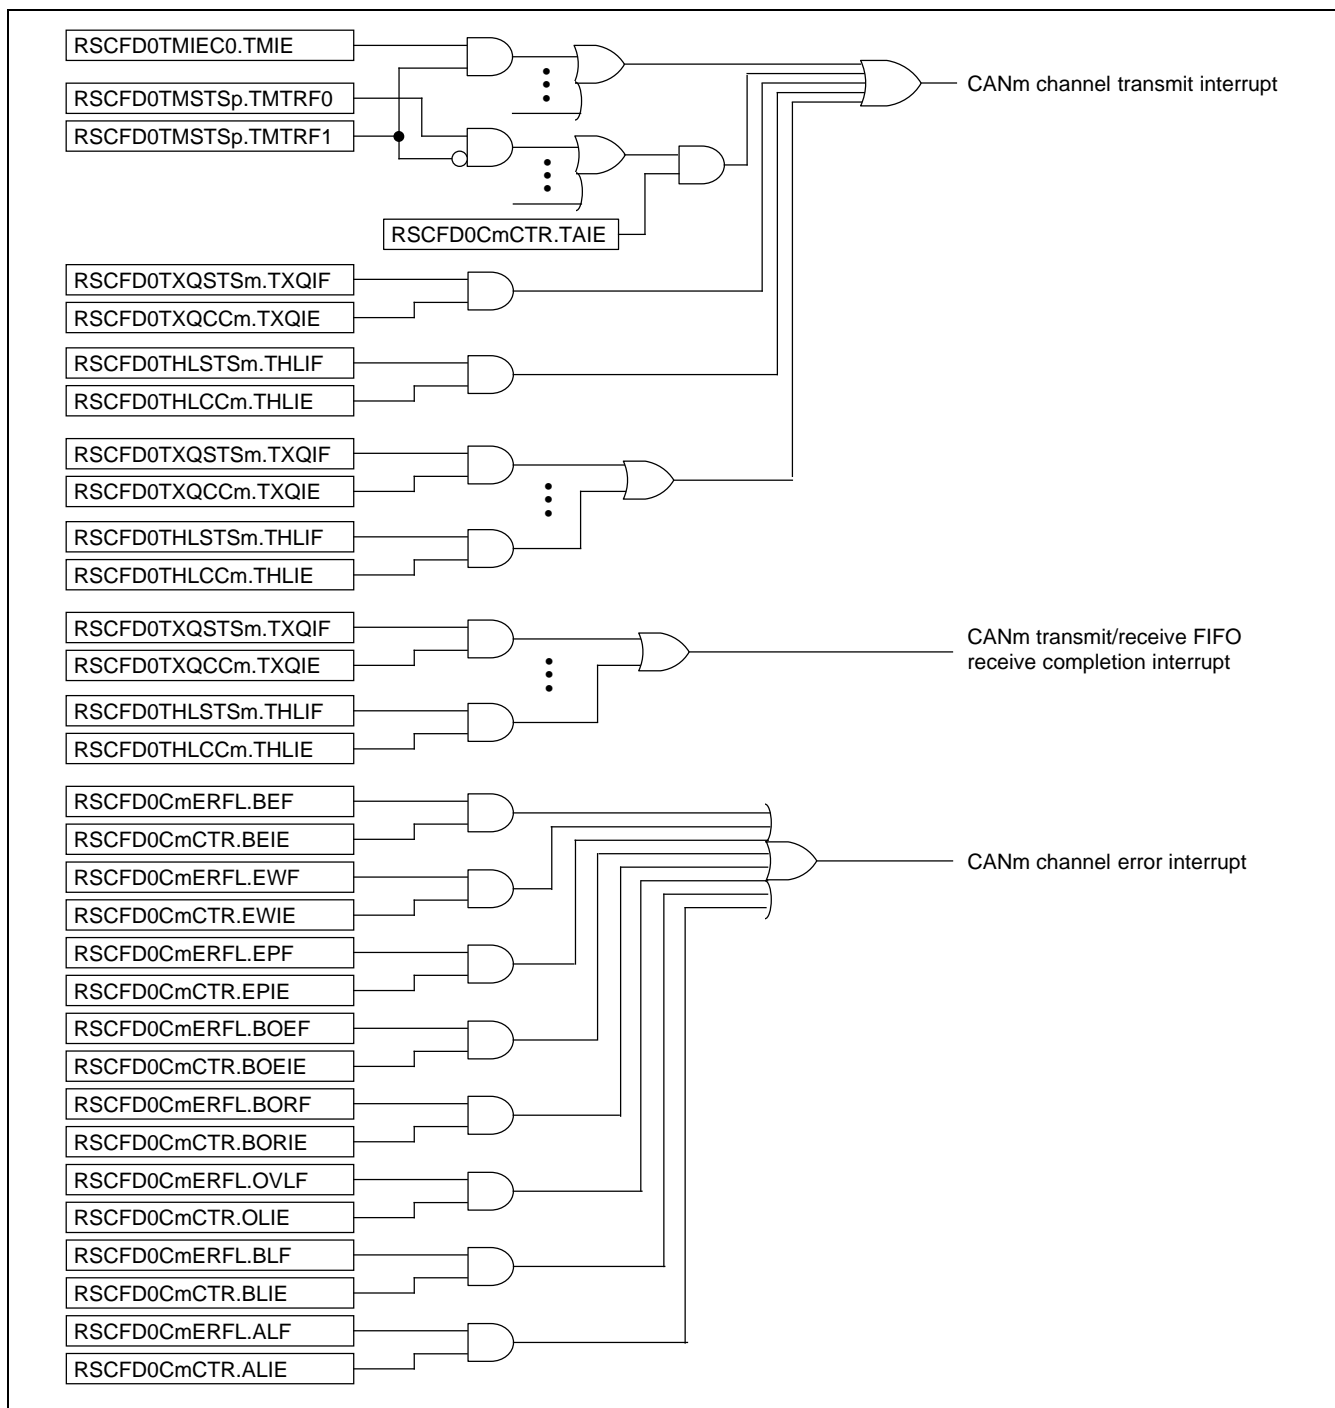 RSCFD0TMIEC0.TMIE
RSCFD0TMSTSp.TMTRF0
RSCFD0TMSTSp.TMTRF1
CANm channel transmit interrupt
RSCFD0CmCTR.TAIE
RSCFD0TXQSTSm.TXQIF
RSCFD0TXQCCm.TXQIE
RSCFD0THLSTSm.THLIF
RSCFD0THLCCm.THLIE
RSCFD0TXQSTSm.TXQIF
RSCFD0TXQCCm.TXQIE
RSCFD0THLSTSm.THLIF
RSCFD0THLCCm.THLIE
RSCFD0TXQSTSm.TXQIF
RSCFD0TXQCCm.TXQIE
CANm transmit/receive FIFO
receive completion interrupt
RSCFD0THLSTSm.THLIF
RSCFD0THLCCm.THLIE
RSCFD0CmERFL.BEF
RSCFD0CmCTR.BEIE
RSCFD0CmERFL.EWF
RSCFD0CmCTR.EWIE
CANm channel error interrupt
RSCFD0CmERFL.EPF
RSCFD0CmCTR.EPIE
RSCFD0CmERFL.BOEF
RSCFD0CmCTR.BOEIE
RSCFD0CmERFL.BORF
RSCFD0CmCTR.BORIE
RSCFD0CmERFL.OVLF
RSCFD0CmCTR.OLIE
RSCFD0CmERFL.BLF
RSCFD0CmCTR.BLIE
RSCFD0CmERFL.ALF
RSCFD0CmCTR.ALIE